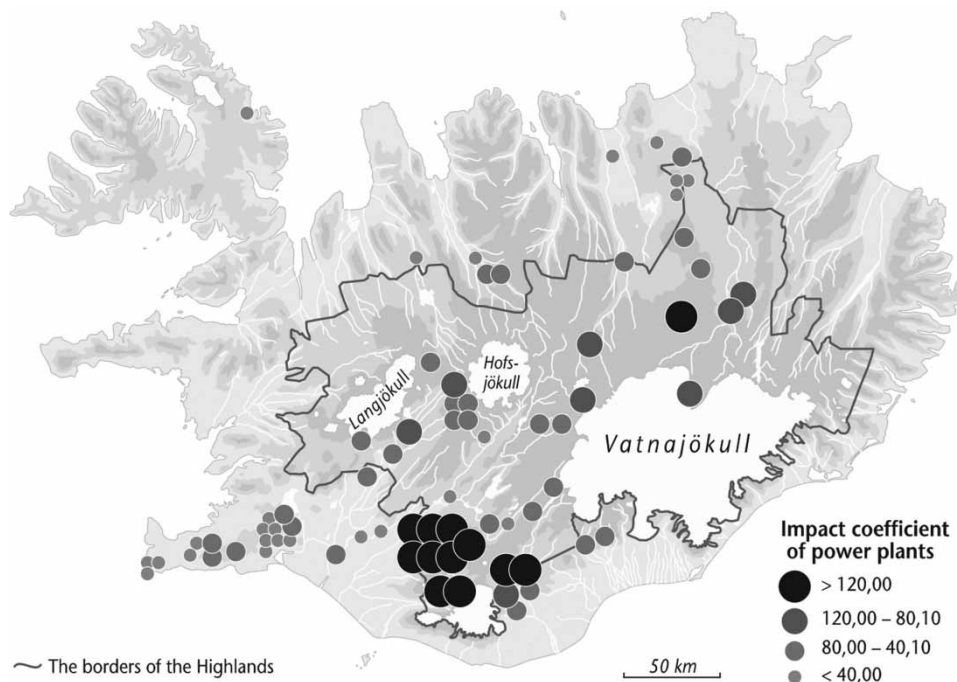 Hofs-
jökull
Langjökull
Vatnajökull
Impact coefficient
of power plants
> 120,00
120,00 – 80,10
80,00 – 40,10
< 40,00
The borders of the Highlands
50 km